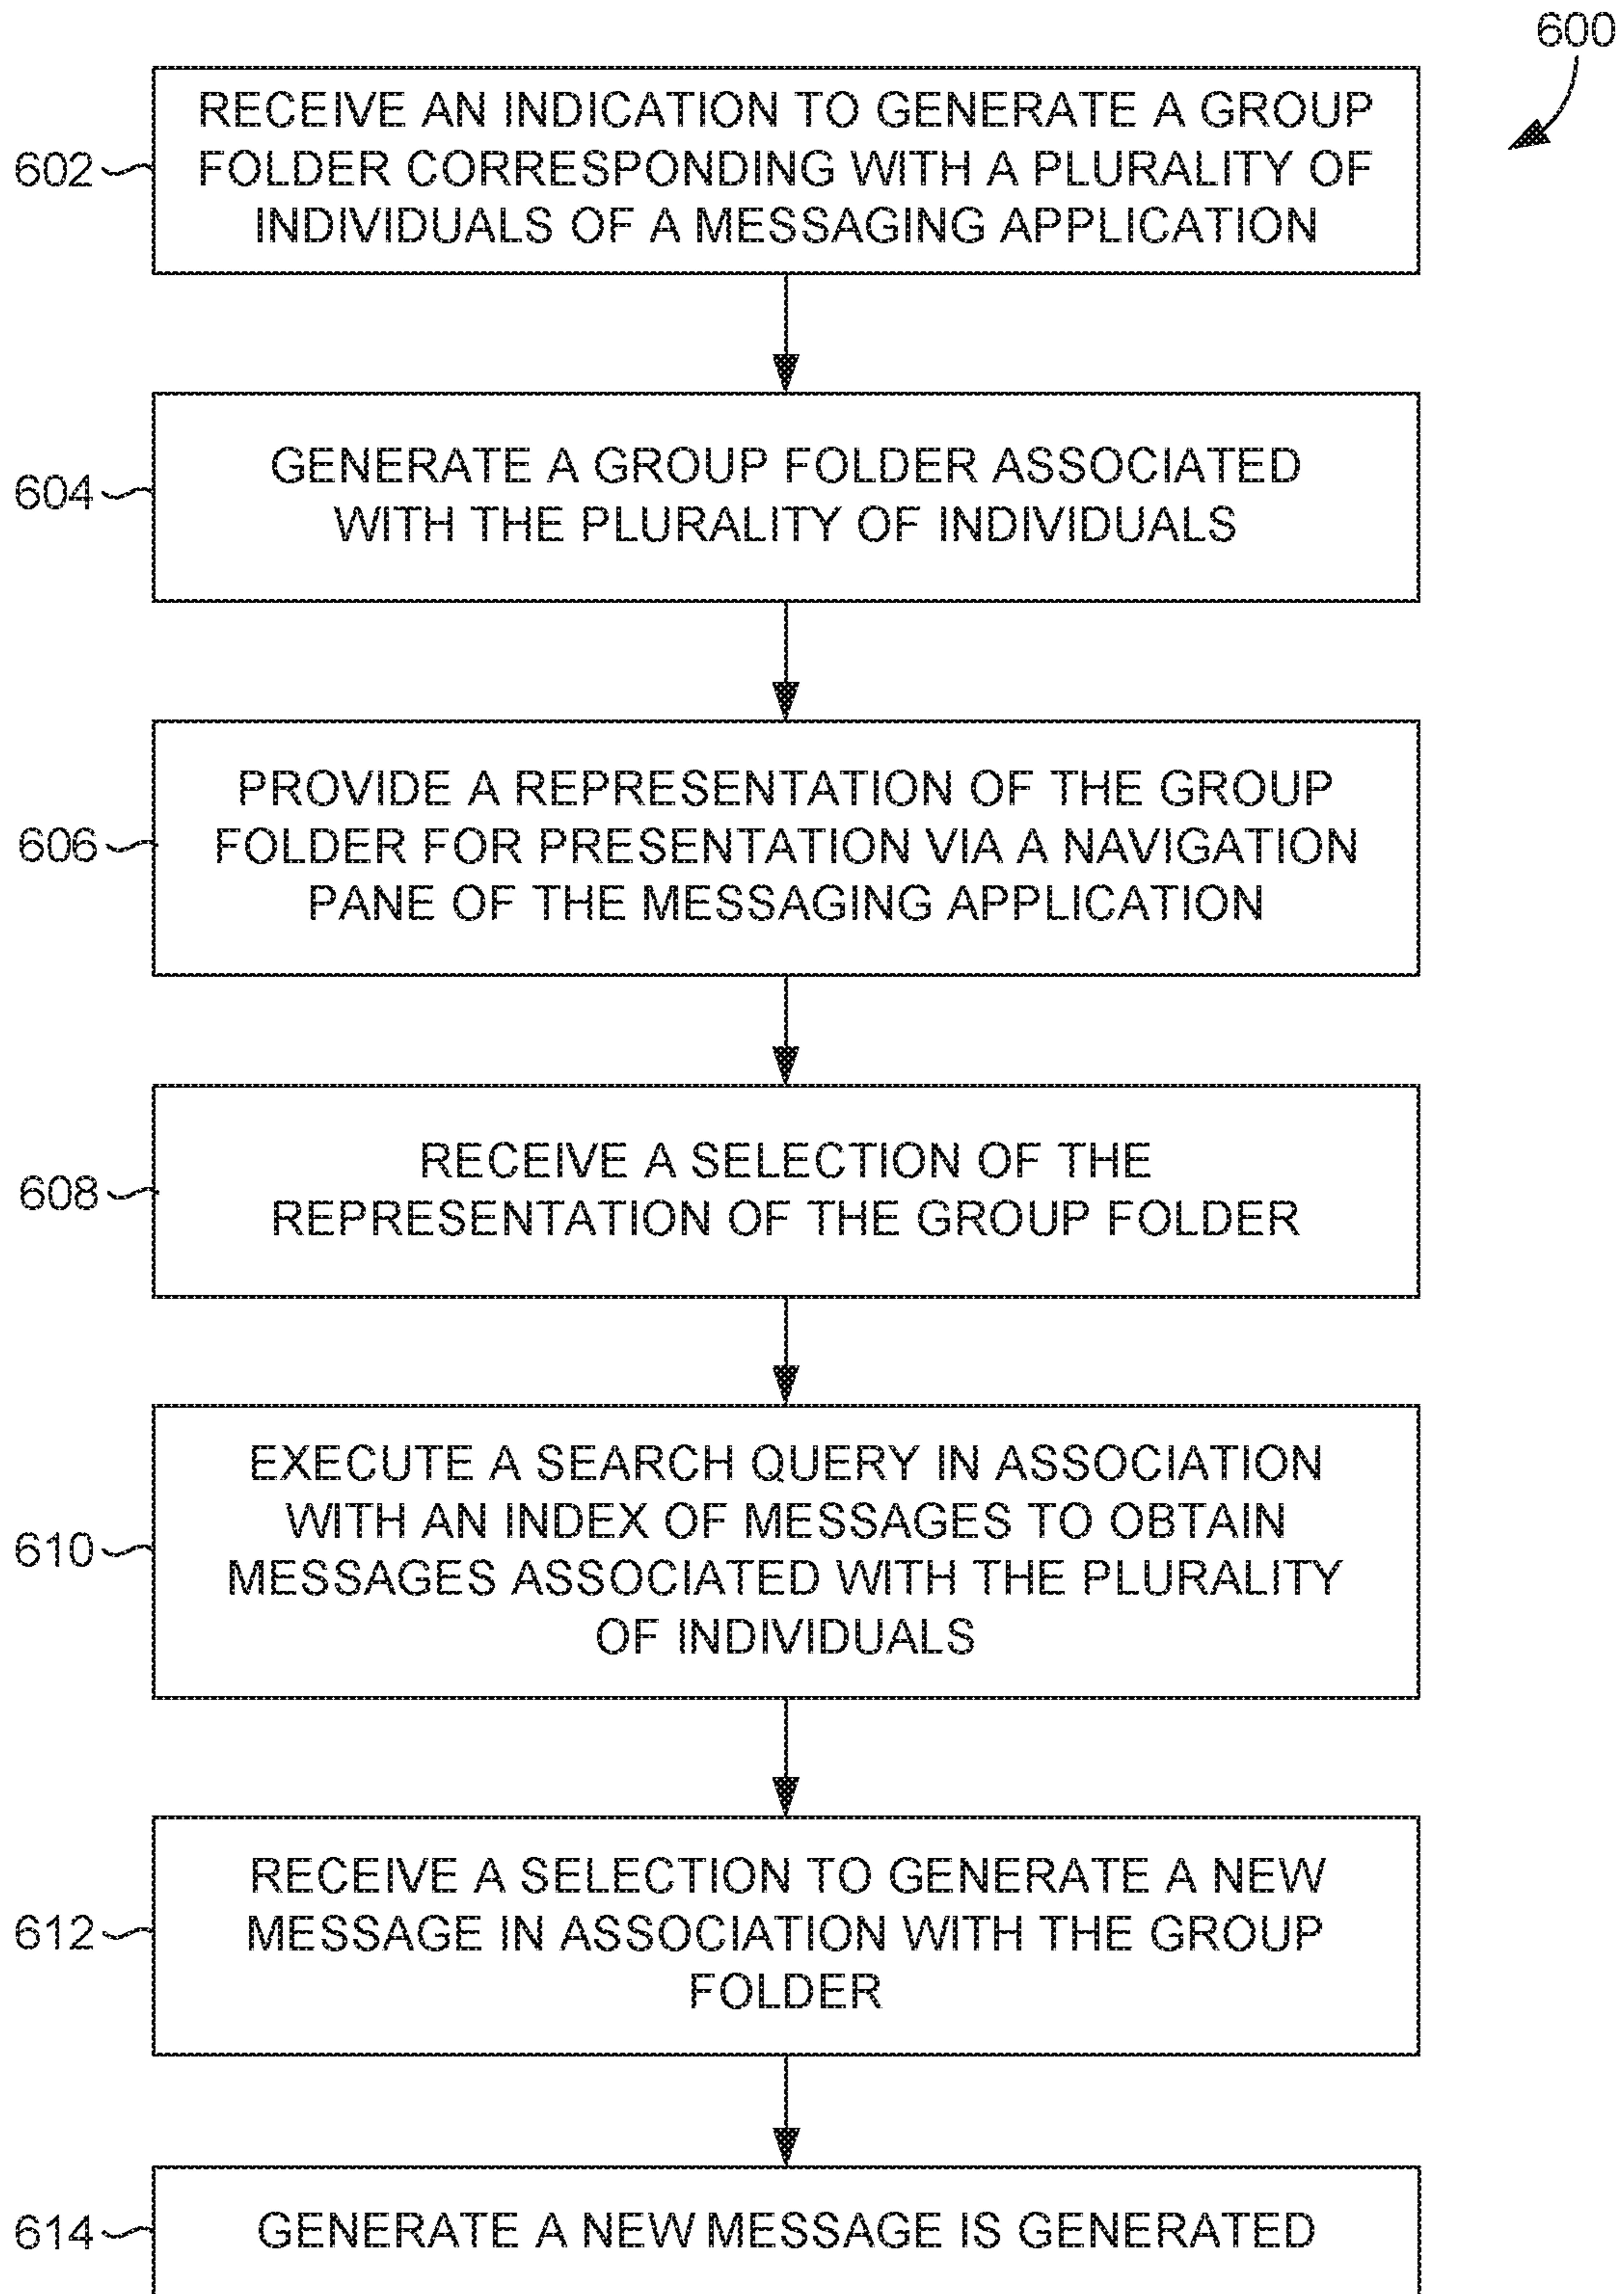 600
602
RECEIVE AN INDICATION TO GENERATE A GROUP
FOLDER CORRESPONDING WITH A PLURALITY OF
INDIVIDUALS OF A MESSAGING APPLICATION
604
GENERATE A GROUP FOLDER ASSOCIATED
WITH THE PLURALITY OF INDIVIDUALS
606
PROVIDE A REPRESENTATION OF THE GROUP
FOLDER FOR PRESENTATION VIA A NAVIGATION
PANE OF THE MESSAGING APPLICATION
608
RECEIVE A SELECTION OF THE
REPRESENTATION OF THE GROUP FOLDER
610
EXECUTE A SEARCH QUERY IN ASSOCIATION
WITH AN INDEX OF MESSAGES TO OBTAIN
MESSAGES ASSOCIATED WITH THE PLURALITY
OF INDIVIDUALS
612
RECEIVE A SELECTION TO GENERATE A NEW
MESSAGE IN ASSOCIATION WITH THE GROUP
FOLDER
614
GENERATE A NEW MESSAGE IS GENERATED